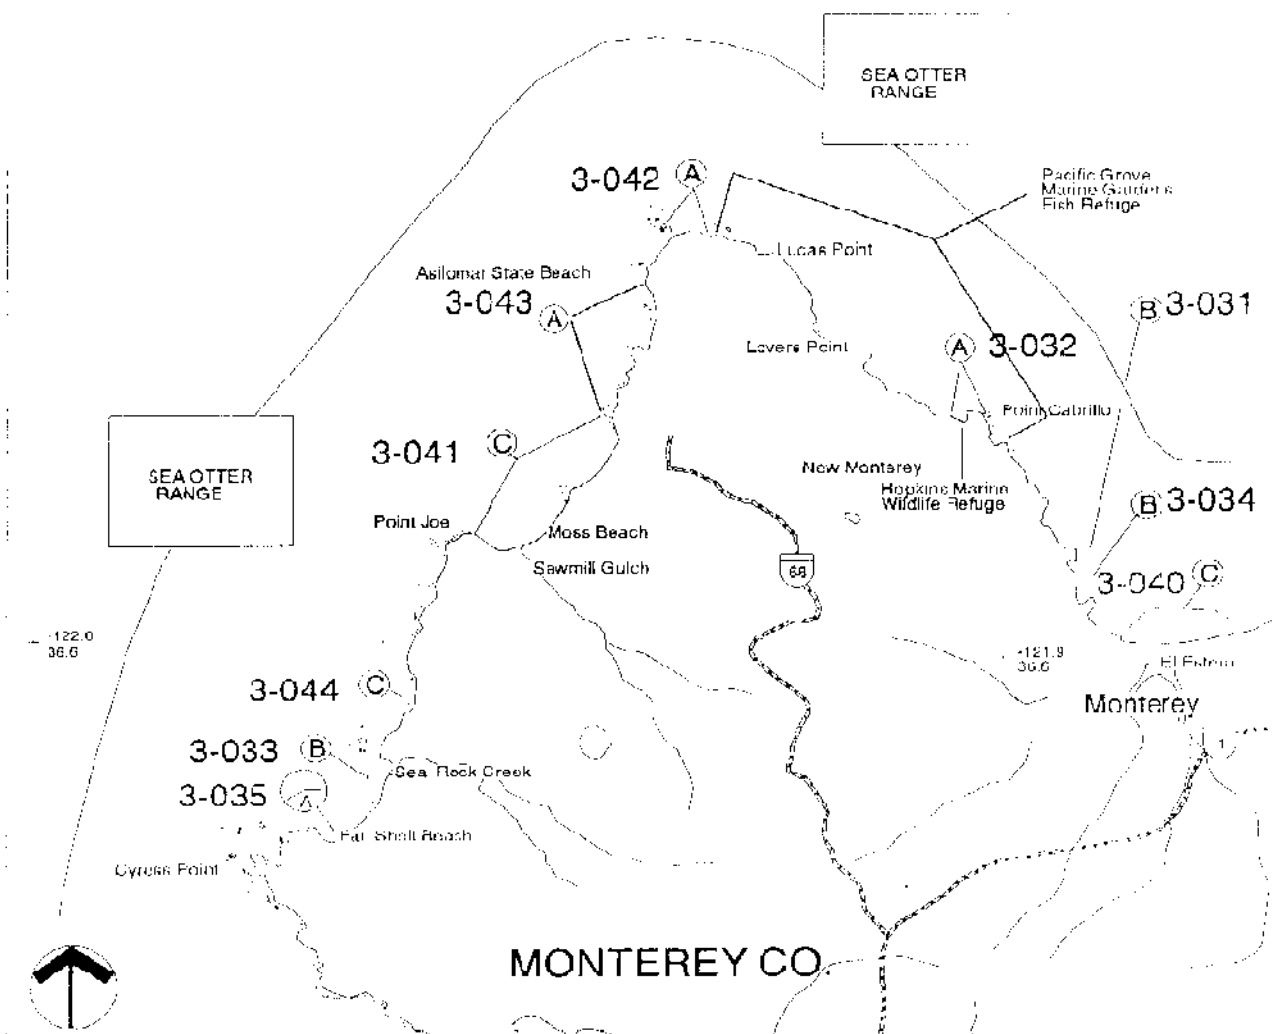 SEA OTTER
RANGE
3-042 A
Pacific Grove
Marine Gardens
Fish Refuge
Lucas Point
Asilomar State Beach
3-043 A
B 3-031
Lovers Point
A 3-032
Point Cabrillo
3-041 C
SEA OTTER
RANGE
New Monterey
Hopkins Marine
Wildlife Refuge
B 3-034
Point Joe
Moss Beach
Sawmill Gulch
68
3-040 C
-122.0
36.6
-121.9
36.6
El Estero
3-044 C
Monterey
3-033 B
1
Seal Rock Creek
3-035 A
Fan Shell Beach
Cyress Point
MONTEREY CO.